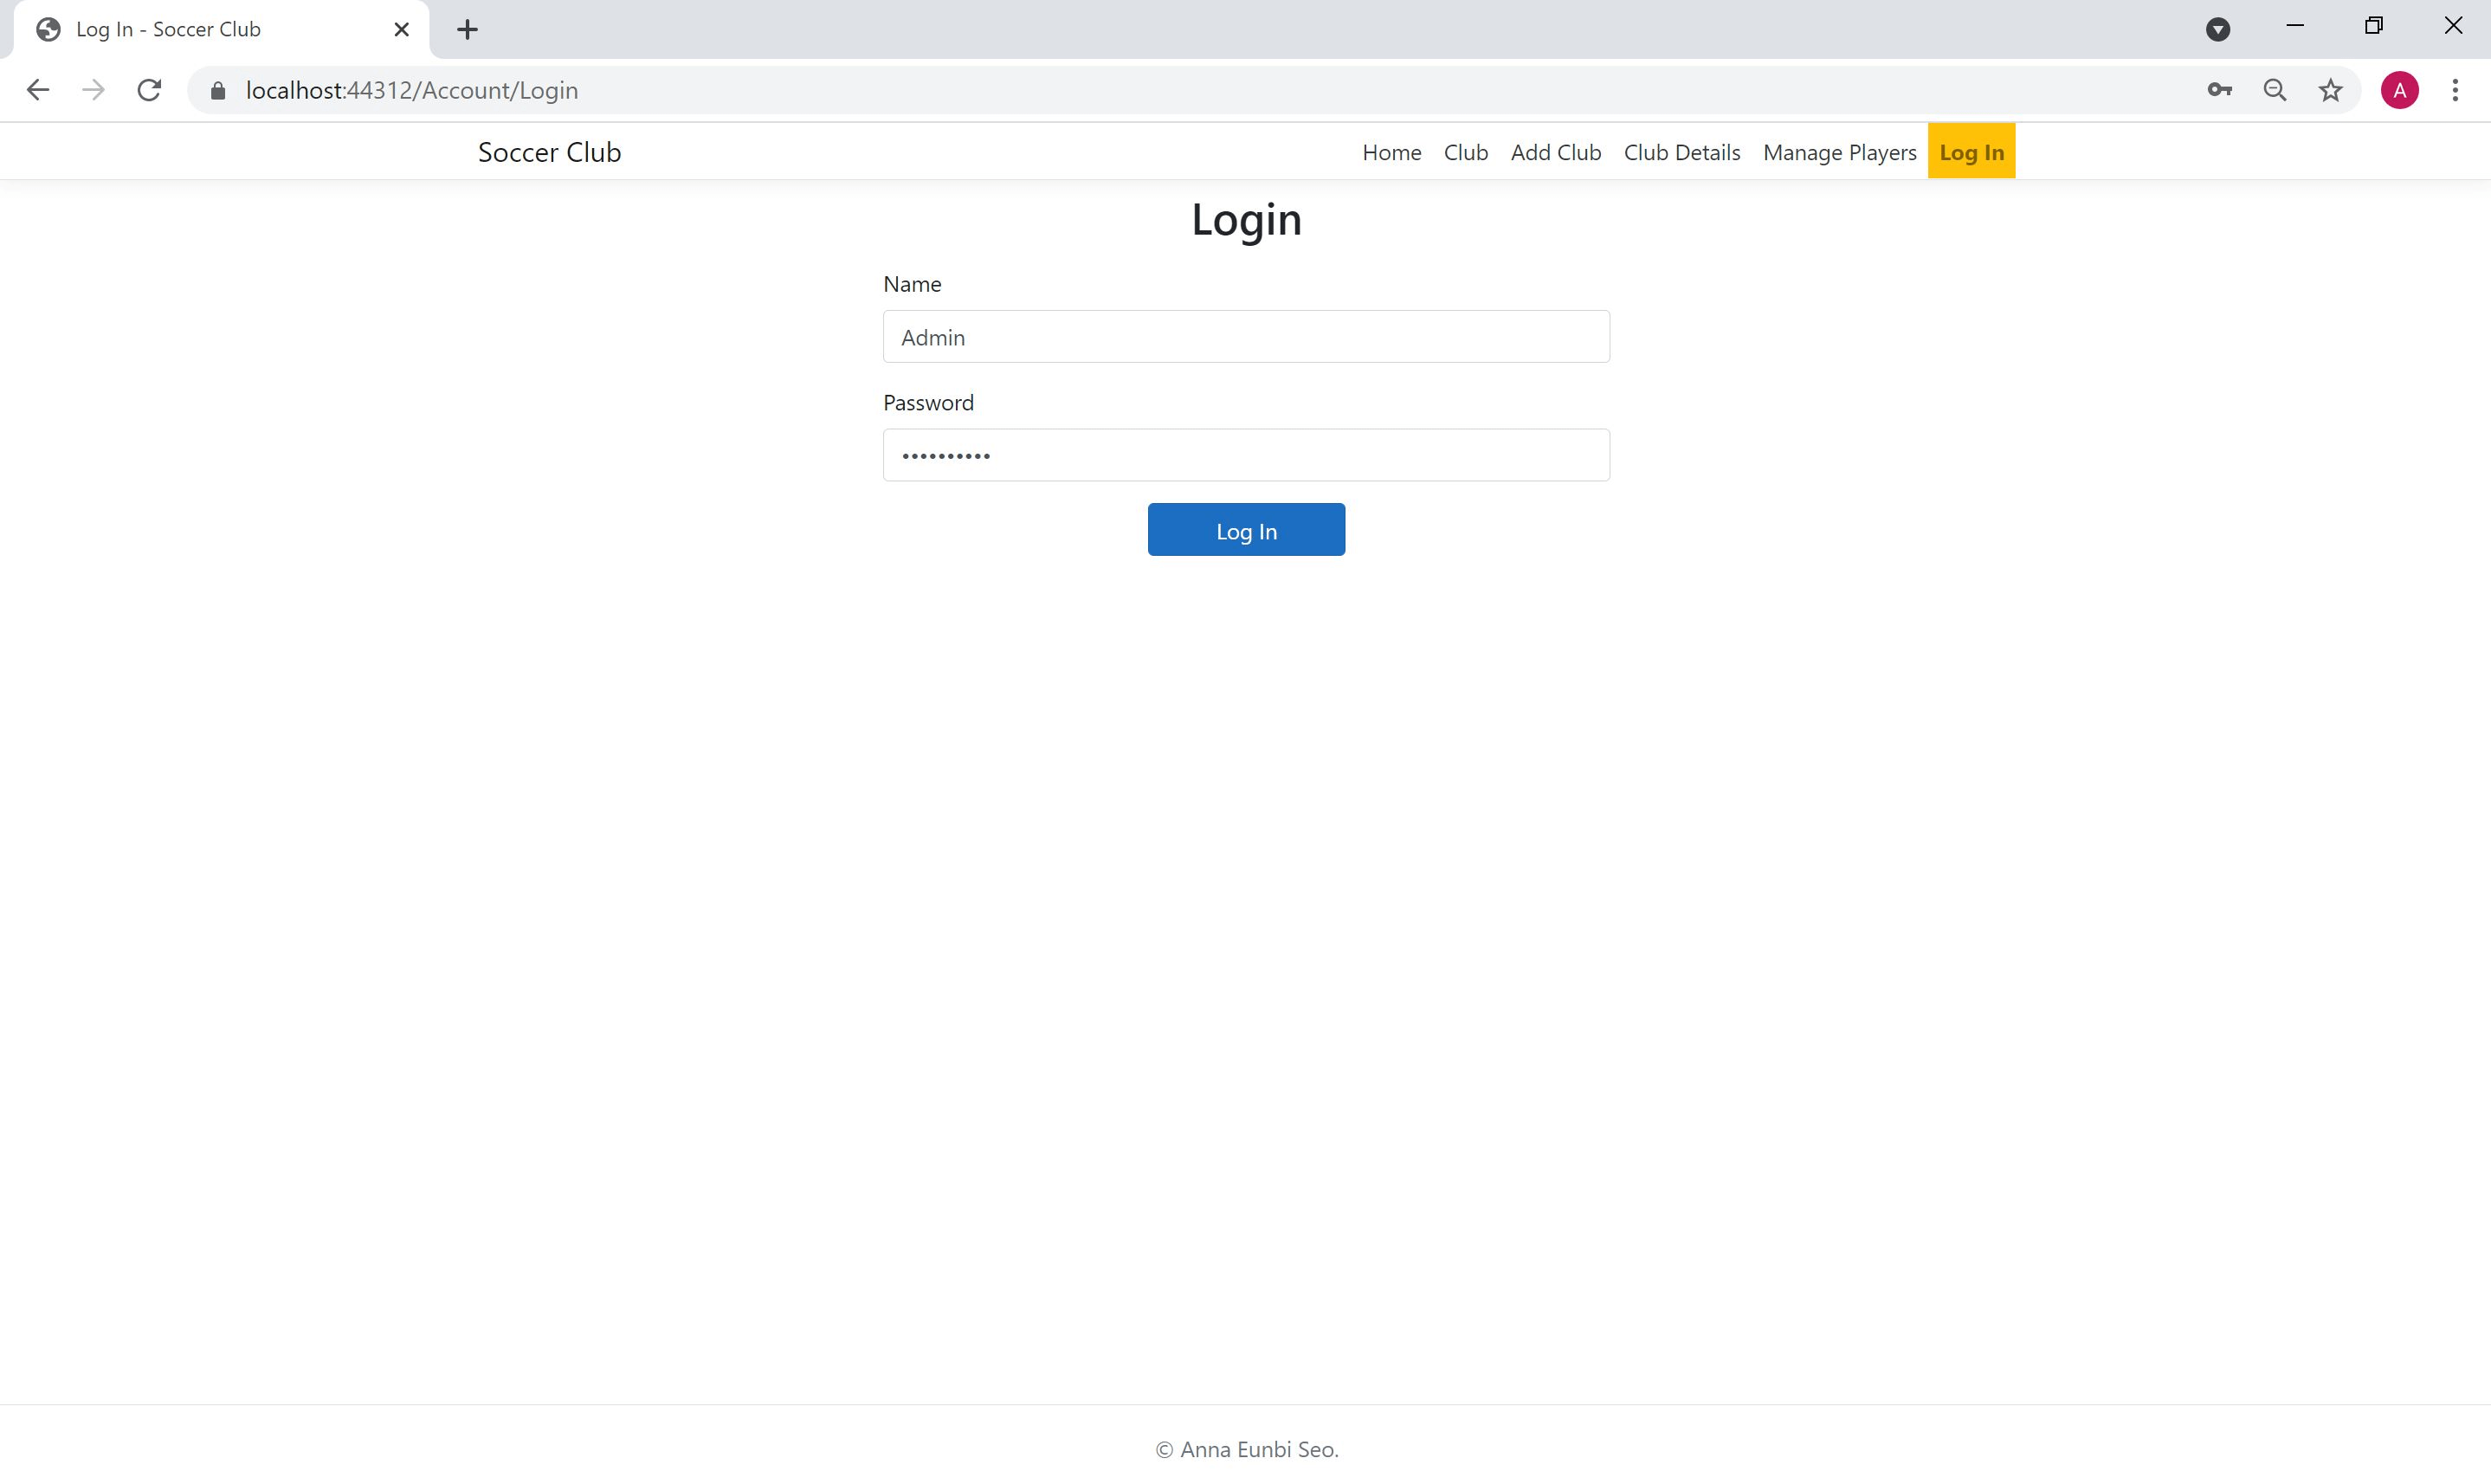 Log In - Soccer Club
localhost:44312/Account/Login
A
Soccer Club
Home Club Add Club Club Details Manage Players Log In
Login
Name
Admin
Password
••••••••••
Log In
© Anna Eunbi Seo.